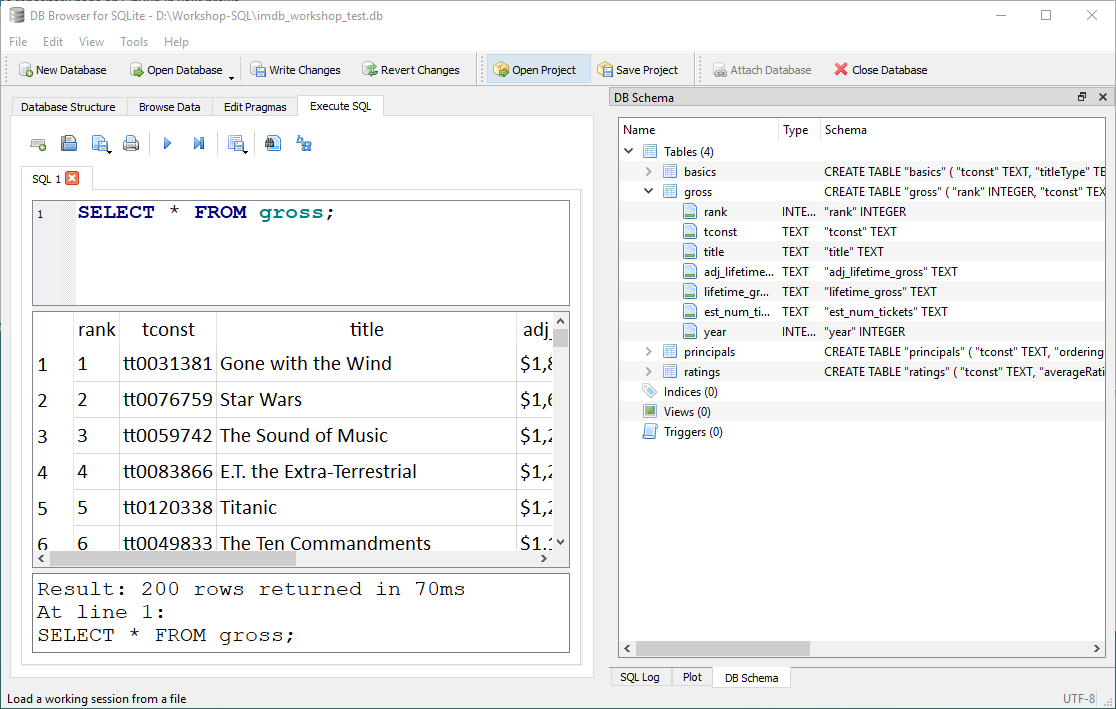 DB Browser for SQLite - D:\Workshop-SQL\imdb_workshop_test.db
File Edit View Tools Help
New Database Open Database Write Changes Revert Changes Open Project Save Project Attach Database Close Database
Database Structure Browse Data Edit Pragmas Execute SQL
SQL 1
1 SELECT * FROM gross;
rank tconst title adj_
1 1 tt0031381 Gone with the Wind $1,8
2 2 tt0076759 Star Wars $1,6
3 3 tt0059742 The Sound of Music $1,2
4 4 tt0083866 E.T. the Extra-Terrestrial $1,2
5 5 tt0120338 Titanic $1,2
6 6 tt0049833 The Ten Commandments $1,1
Result: 200 rows returned in 70ms
At line 1:
SELECT * FROM gross;
DB Schema
Name Type Schema
Tables (4)
basics CREATE TABLE "basics" ( "tconst" TEXT, "titleType" TE
gross CREATE TABLE "gross" ( "rank" INTEGER, "tconst" TEX
rank INTE... "rank" INTEGER
tconst TEXT "tconst" TEXT
title TEXT "title" TEXT
adj_lifetime... TEXT "adj_lifetime_gross" TEXT
lifetime_gr... TEXT "lifetime_gross" TEXT
est_num_ti... TEXT "est_num_tickets" TEXT
year INTE... "year" INTEGER
principals CREATE TABLE "principals" ( "tconst" TEXT, "ordering
ratings CREATE TABLE "ratings" ( "tconst" TEXT, "averageRati
Indices (0)
Views (0)
Triggers (0)
SQL Log Plot DB Schema
Load a working session from a file
UTF-8